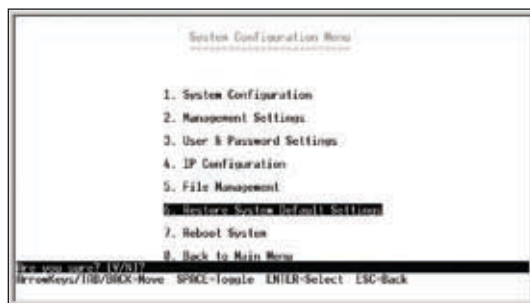 System Configuration Menu
1. System Configuration
2. Management Settings
3. User & Password Settings
4. IP Configuration
5. File Management
6. Restore System Default Settings
7. Reboot System
0. Back to Main Menu
Are you sure? [Y/N]?
ArrowKeys/TAB/BACK=Move SPACE=Toggle ENTER=Select ESC=Back